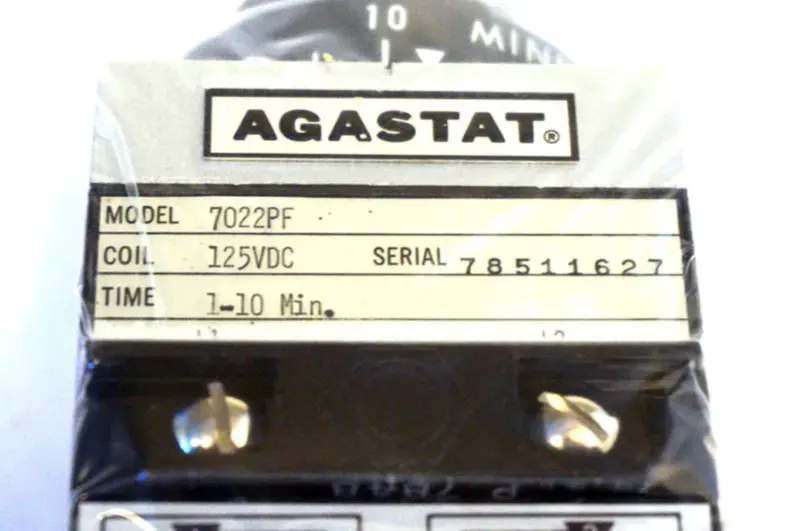 10 MIN
AGASTAT®
MODEL 7022PF
COIL 125VDC SERIAL 78511627
TIME 1-10 Min.